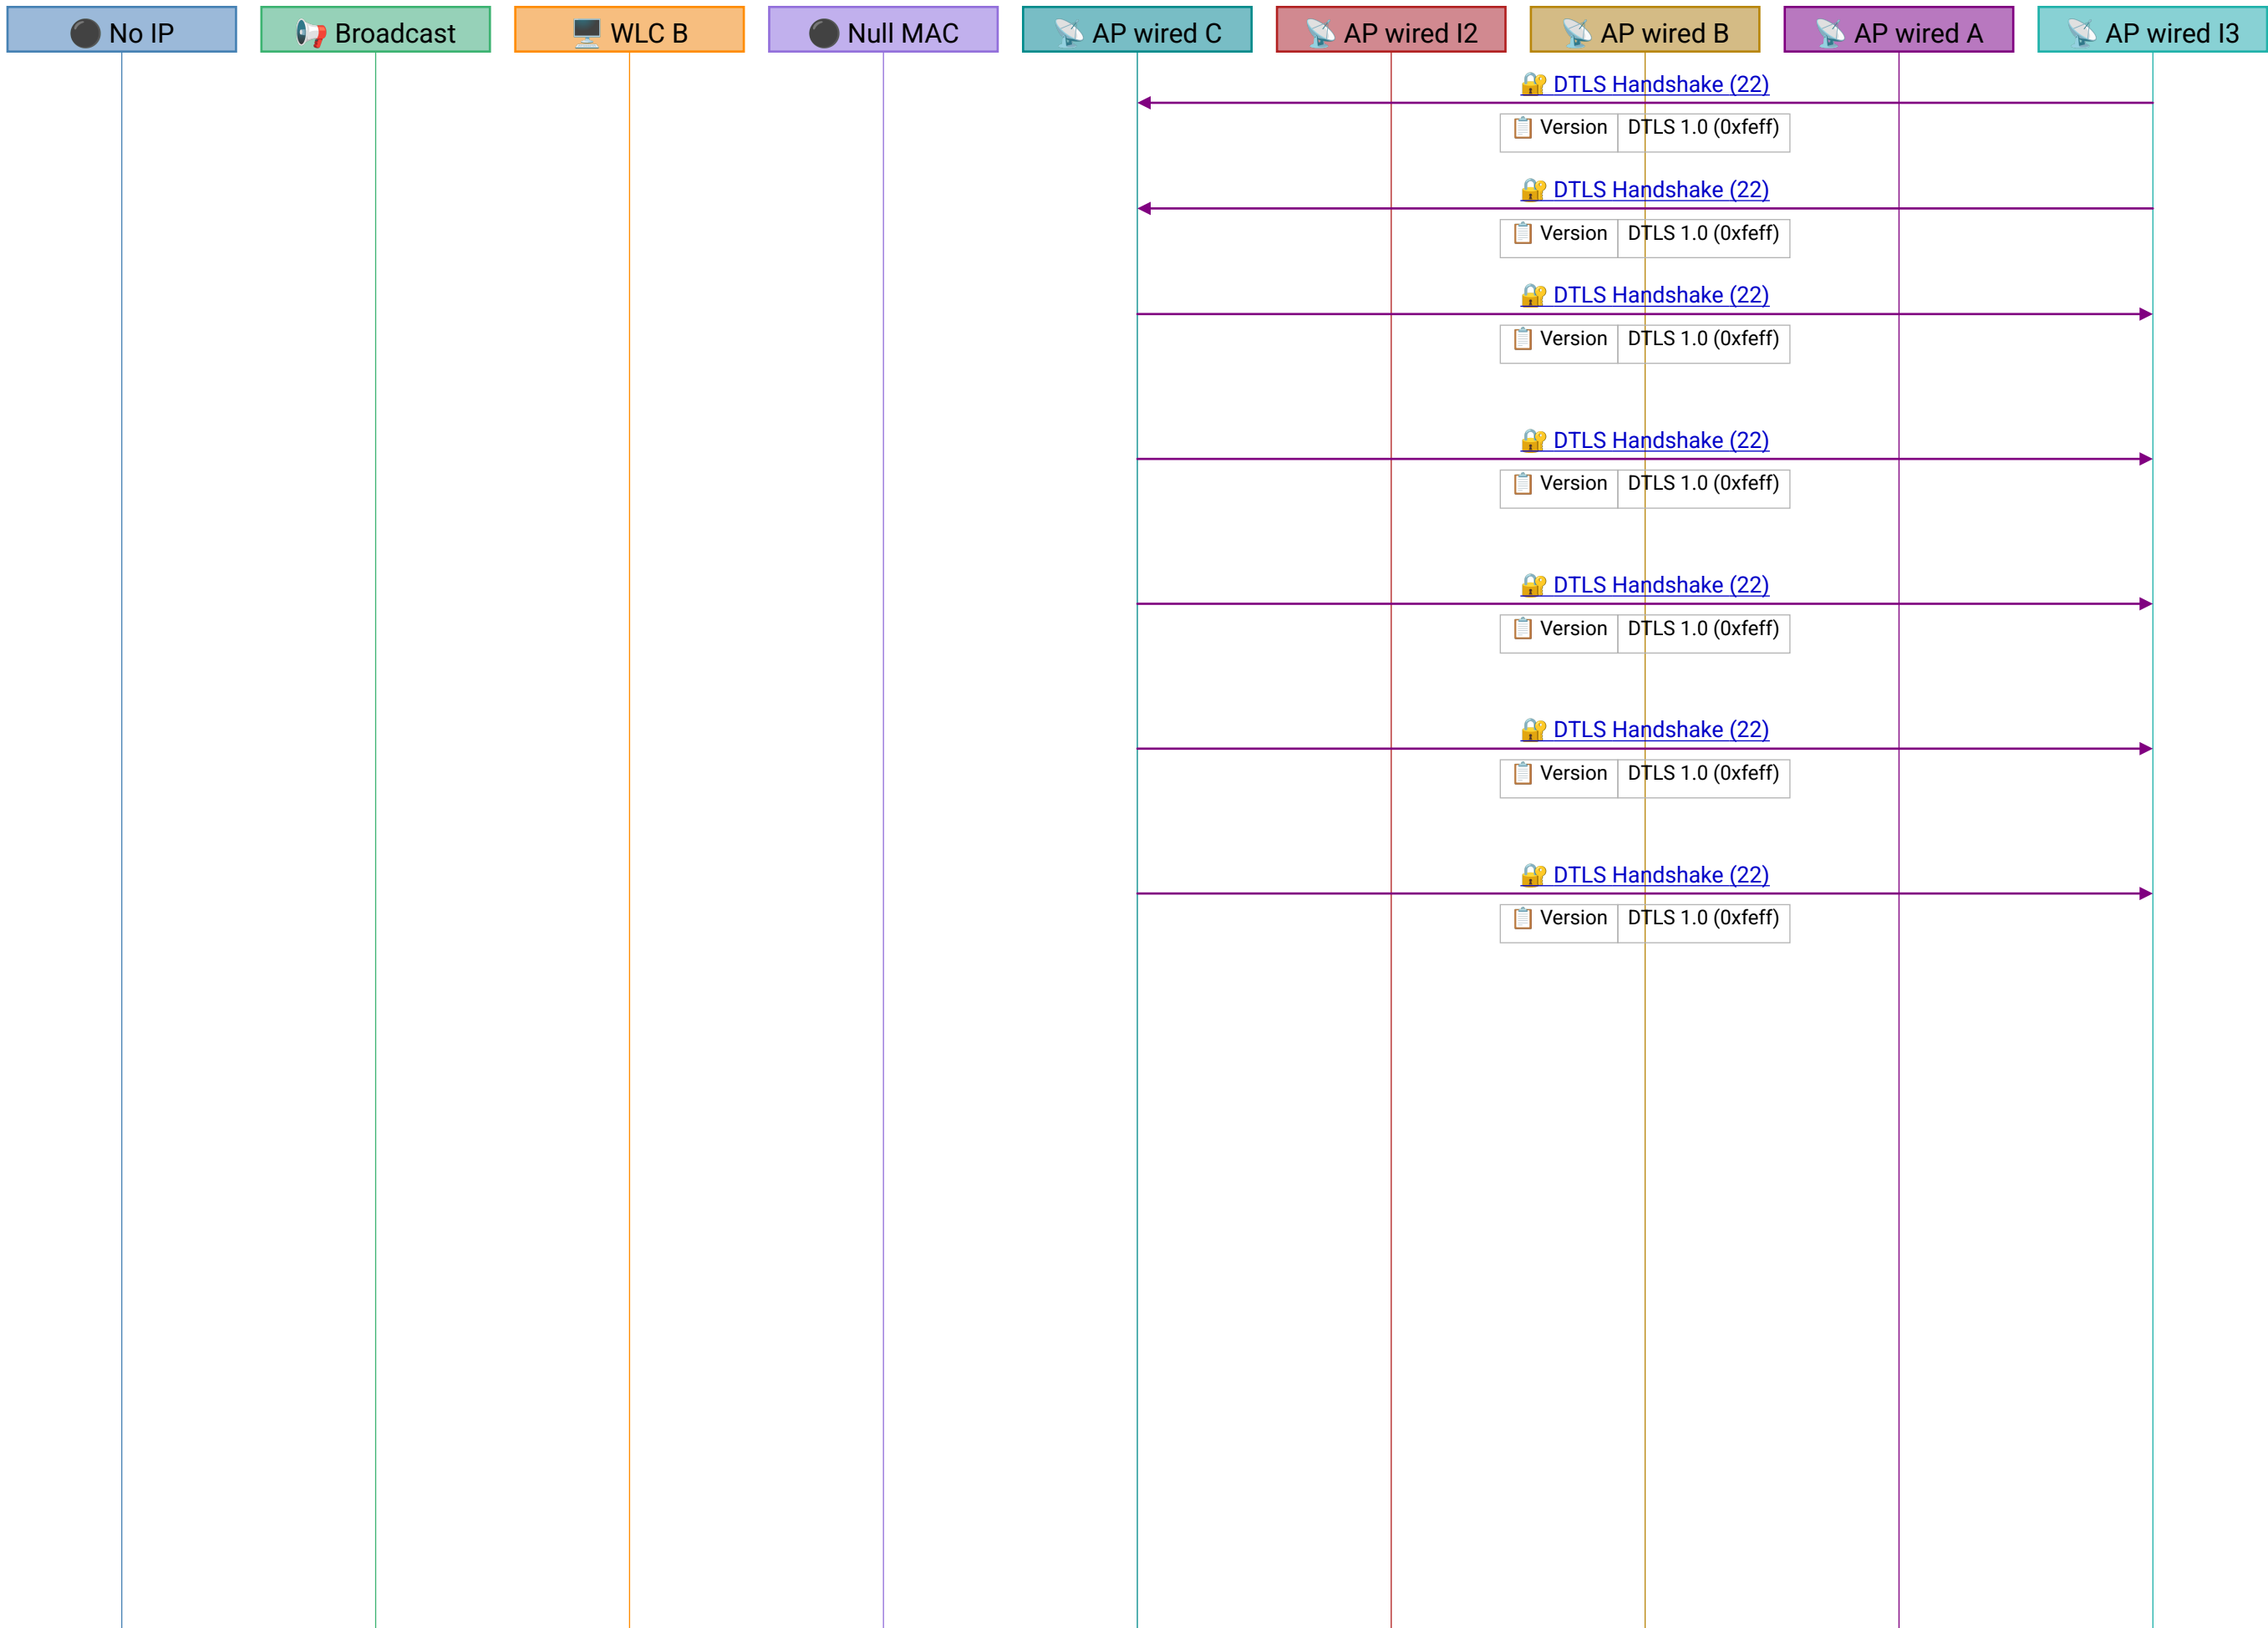 ⚫ No IP
📢 Broadcast
🖥️ WLC B
⚫ Null MAC
📡 AP wired C
📡 AP wired I2
📡 AP wired B
📡 AP wired A
📡 AP wired I3
🔐 DTLS Handshake (22)
📋 Version DTLS 1.0 (0xfeff)
🔐 DTLS Handshake (22)
📋 Version DTLS 1.0 (0xfeff)
🔐 DTLS Handshake (22)
📋 Version DTLS 1.0 (0xfeff)
🔐 DTLS Handshake (22)
📋 Version DTLS 1.0 (0xfeff)
🔐 DTLS Handshake (22)
📋 Version DTLS 1.0 (0xfeff)
🔐 DTLS Handshake (22)
📋 Version DTLS 1.0 (0xfeff)
🔐 DTLS Handshake (22)
📋 Version DTLS 1.0 (0xfeff)